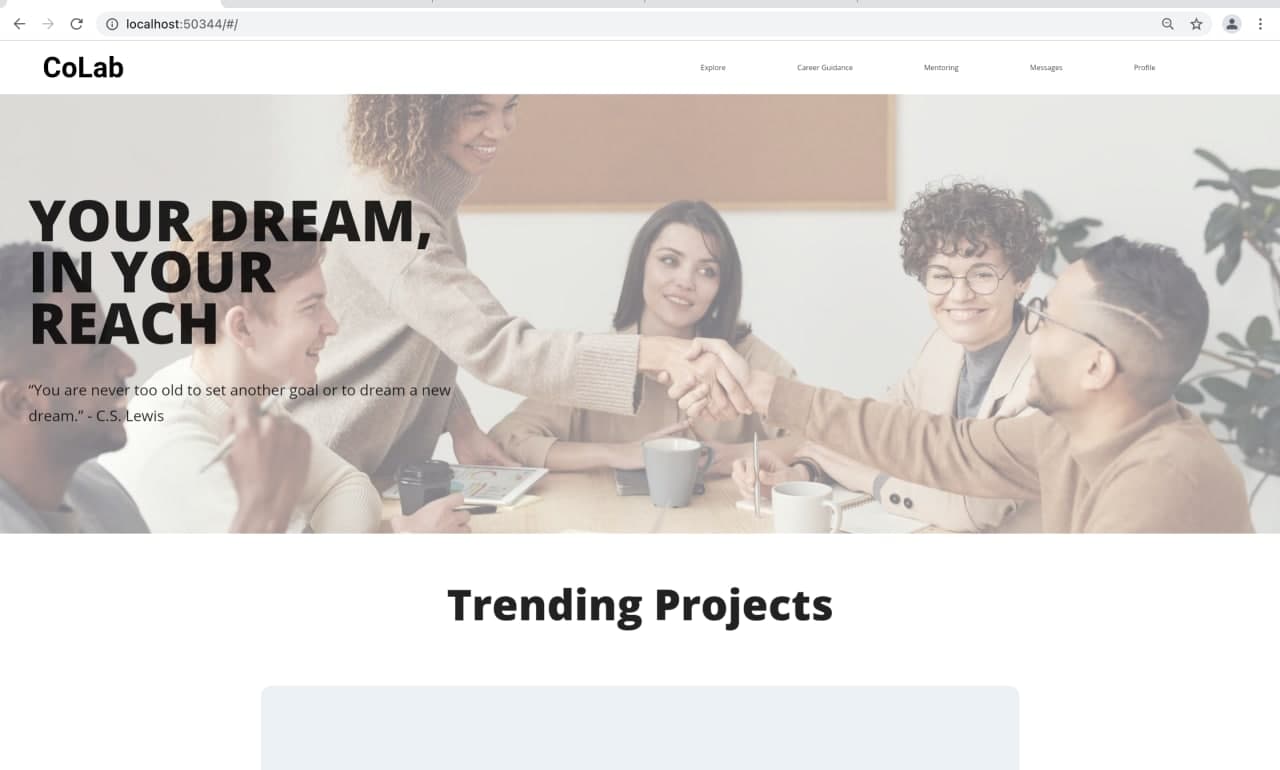 localhost:50344/#/
CoLab
Explore
Career Guidance
Mentoring
Messages
Profile
YOUR DREAM,
IN YOUR
REACH
“You are never too old to set another goal or to dream a new
dream.” - C.S. Lewis
Trending Projects